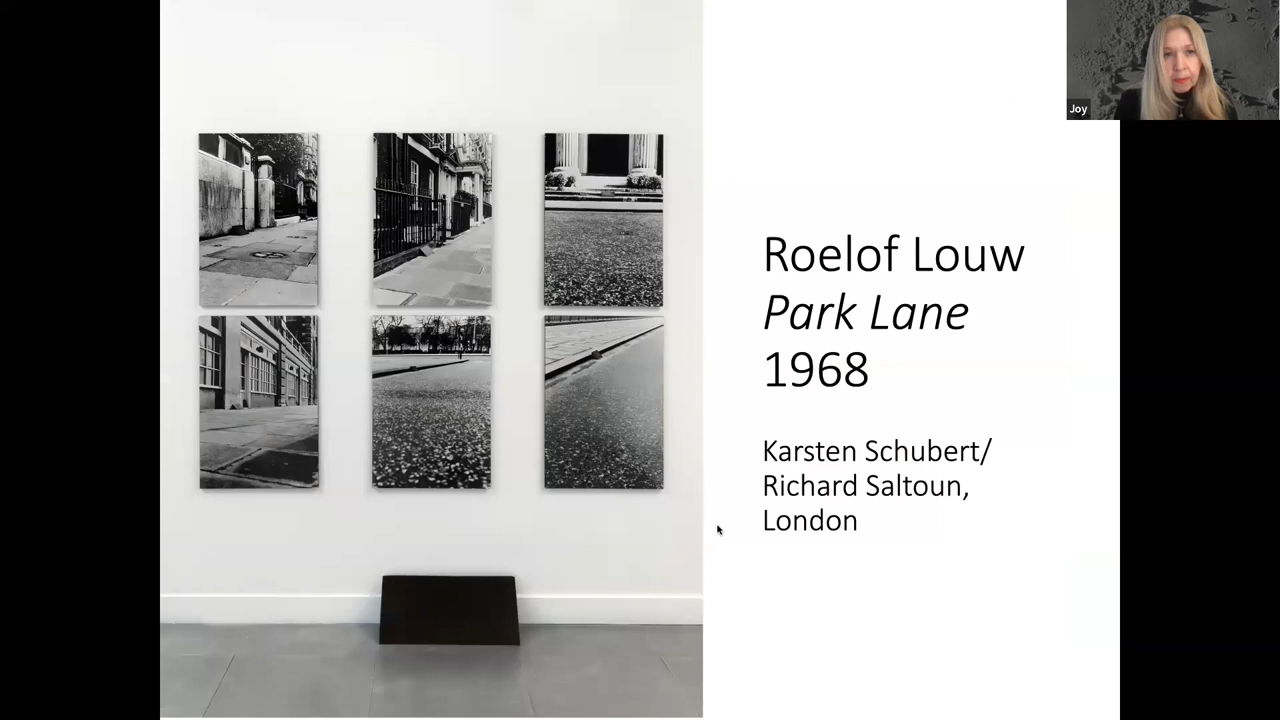 Joy
Roelof Louw
Park Lane
1968
Karsten Schubert/
Richard Saltoun,
London